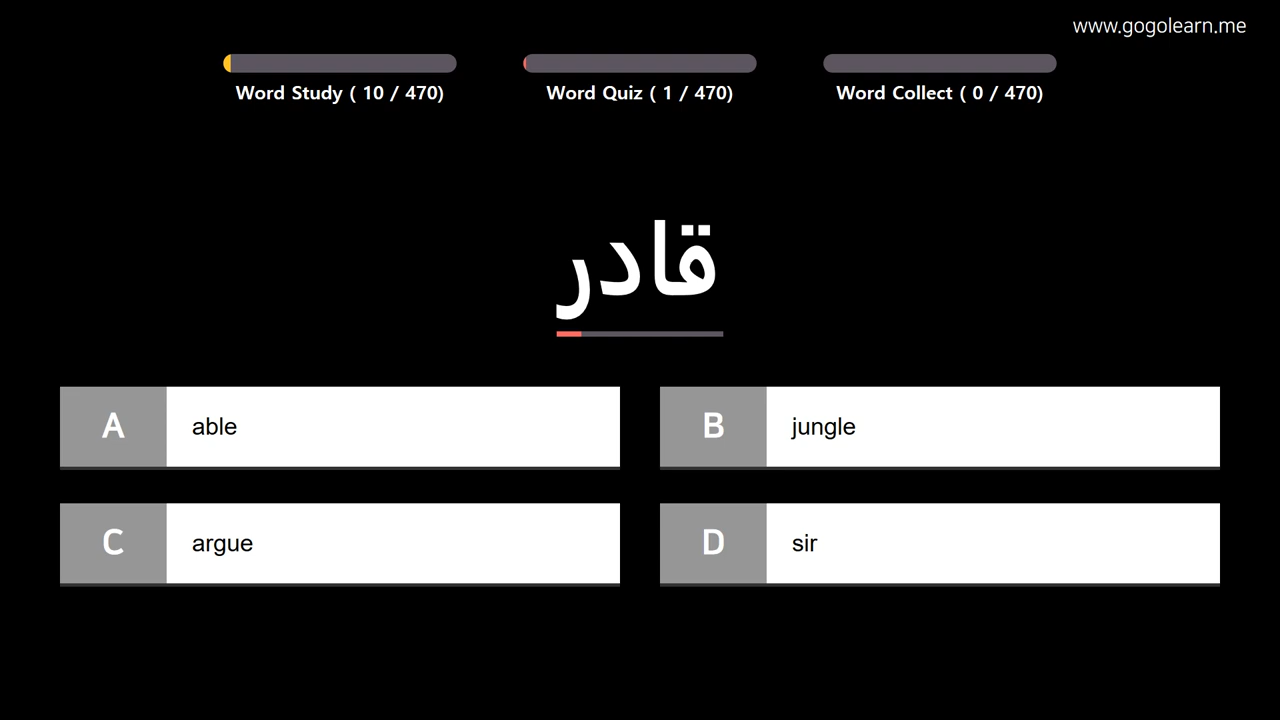 www.gogolearn.me
Word Study ( 10 / 470)
Word Quiz ( 1 / 470)
Word Collect ( 0 / 470)
قادر
A
able
B
jungle
C
argue
D
sir